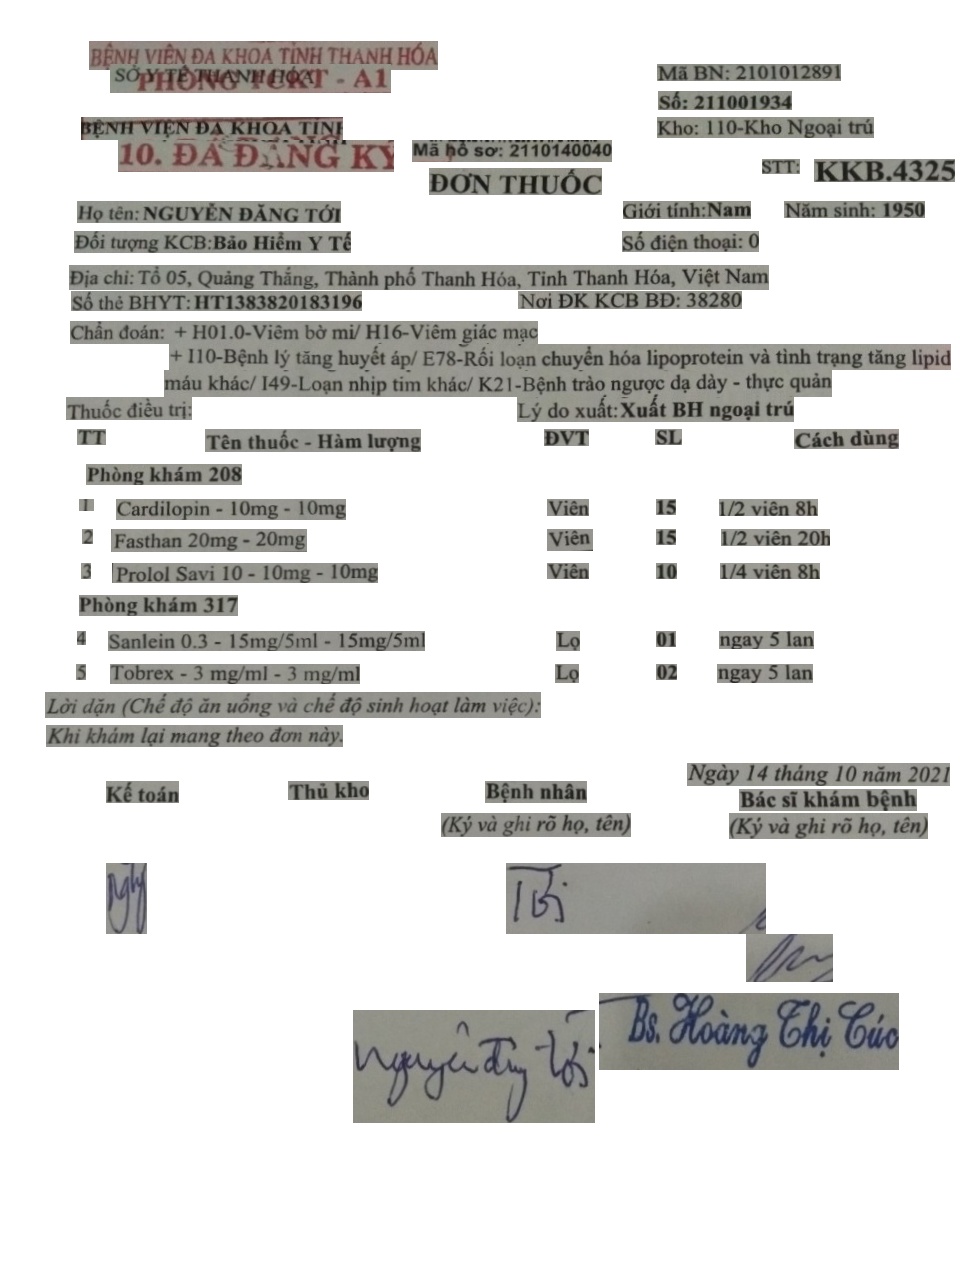 BỆNH VIỆN ĐA KHOA TỈNH THANH HÓA
SỞ Y TẾ THANH HÓA
PHÒNG TCKT - A1
Mã BN: 2101012891
Số: 211001934
BỆNH VIỆN ĐA KHOA TỈNH
Kho: 110-Kho Ngoại trú
10. ĐÃ ĐĂNG KÝ
Mã hồ sơ: 2110140040
STT: KKB.4325
ĐƠN THUỐC
Họ tên: NGUYỄN ĐĂNG TỚI Giới tính:Nam Năm sinh: 1950
Đối tượng KCB:Bảo Hiểm Y Tế Số điện thoại: 0
Địa chỉ: Tổ 05, Quảng Thắng, Thành phố Thanh Hóa, Tỉnh Thanh Hóa, Việt Nam
Số thẻ BHYT: HT1383820183196 Nơi ĐK KCB BĐ: 38280
Chẩn đoán: + H01.0-Viêm bờ mi/ H16-Viêm giác mạc
+ I10-Bệnh lý tăng huyết áp/ E78-Rối loạn chuyển hóa lipoprotein và tình trạng tăng lipid
máu khác/ I49-Loạn nhịp tim khác/ K21-Bệnh trào ngược dạ dày - thực quản
Thuốc điều trị: Lý do xuất:Xuất BH ngoại trú
TT Tên thuốc - Hàm lượng ĐVT SL Cách dùng
Phòng khám 208
1 Cardilopin - 10mg - 10mg Viên 15 1/2 viên 8h
2 Fasthan 20mg - 20mg Viên 15 1/2 viên 20h
3 Prolol Savi 10 - 10mg - 10mg Viên 10 1/4 viên 8h
Phòng khám 317
4 Sanlein 0.3 - 15mg/5ml - 15mg/5ml Lọ 01 ngay 5 lan
5 Tobrex - 3 mg/ml - 3 mg/ml Lọ 02 ngay 5 lan
Lời dặn (Chế độ ăn uống và chế độ sinh hoạt làm việc):
Khi khám lại mang theo đơn này.
Ngày 14 tháng 10 năm 2021
Kế toán Thủ kho Bệnh nhân Bác sĩ khám bệnh
(Ký và ghi rõ họ, tên) (Ký và ghi rõ họ, tên)
Tới
Bs. Hoàng Thị Cúc
Nguyễn Tới